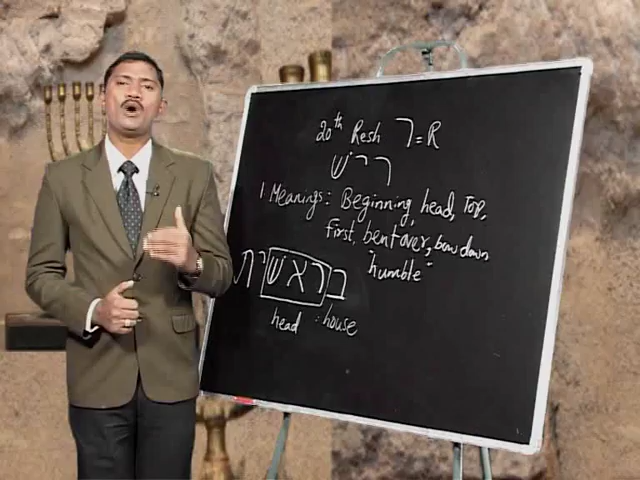 20th Resh ר = R
ריש
1 Meanings: Beginning, head, Top,
first, bent over, bow down
"humble"
בראשית
head : house